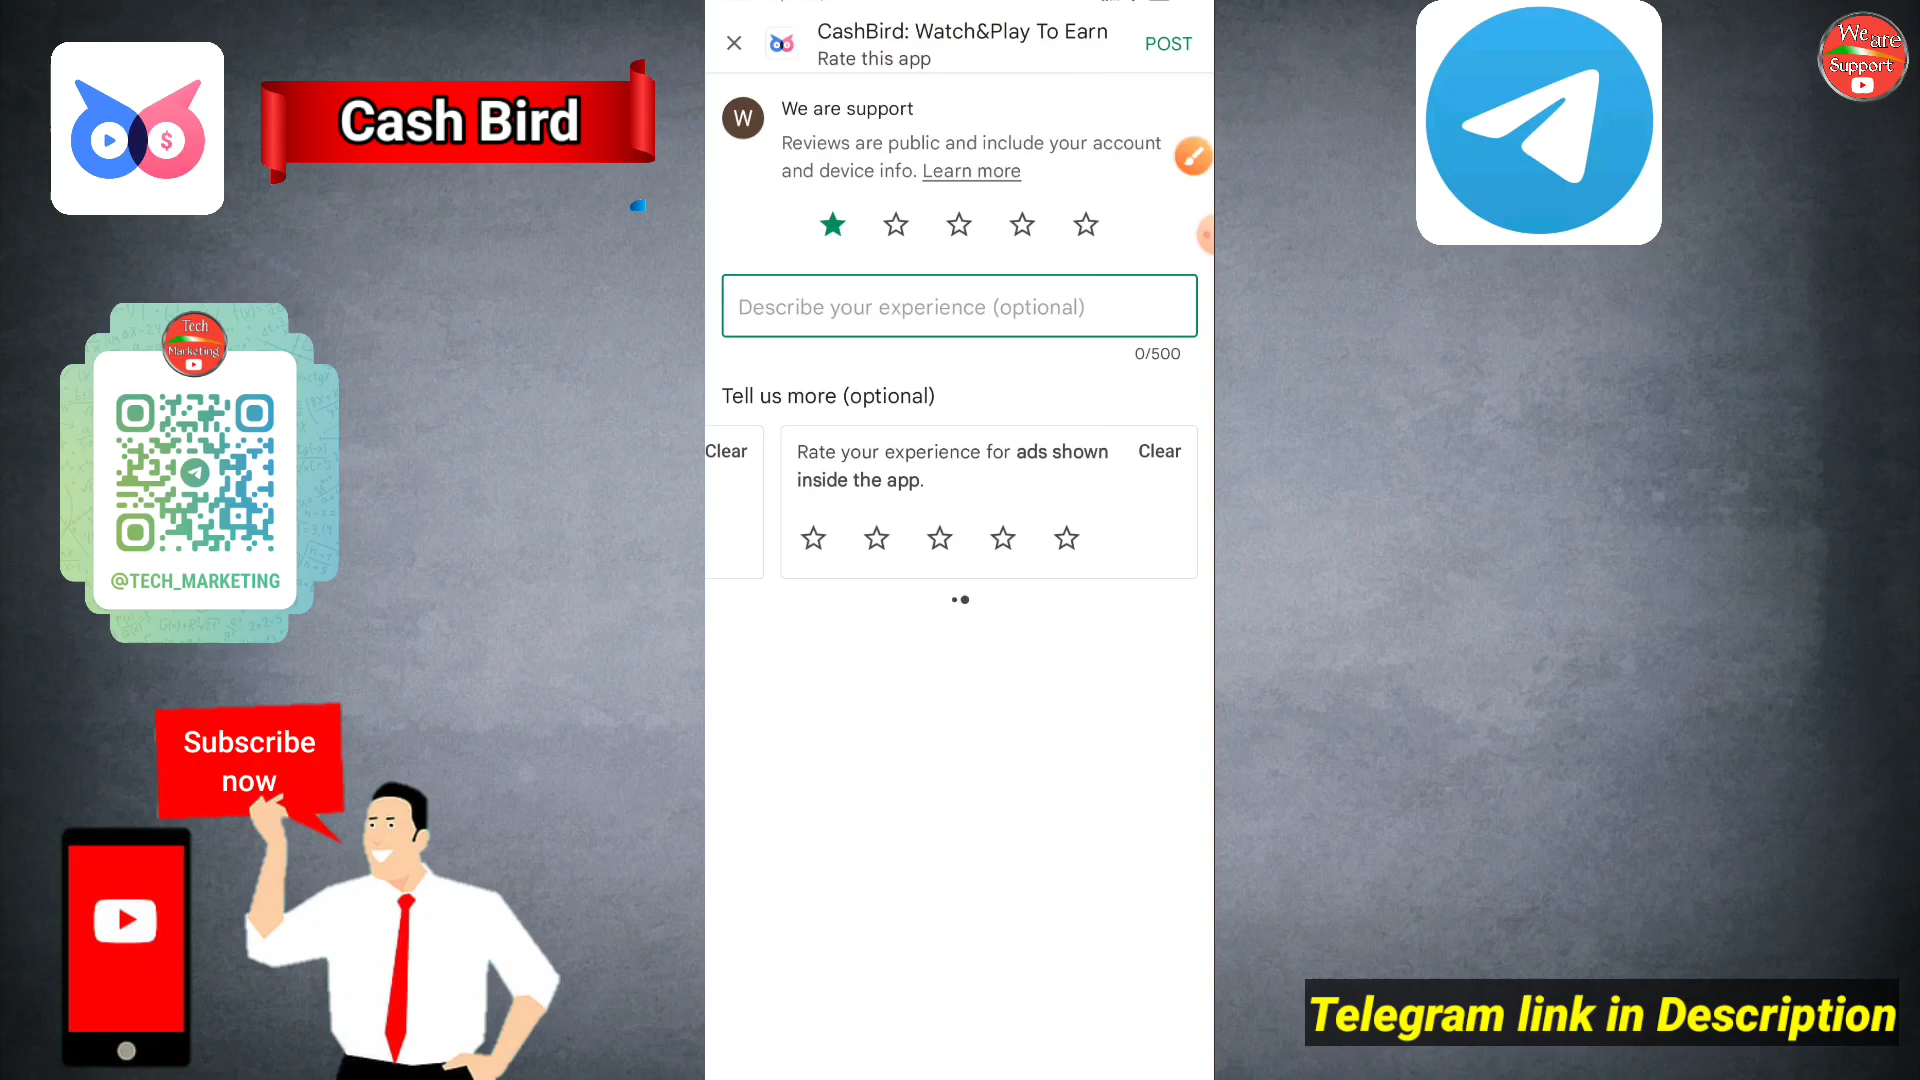 Cash Bird
Tech
Marketing
@TECH_MARKETING
Subscribe
now
CashBird: Watch&Play To Earn
Rate this app
POST
W
We are support
Reviews are public and include your account
and device info. Learn more
Describe your experience (optional)
0/500
Tell us more (optional)
Clear
Rate your experience for ads shown
inside the app.
Clear
We are
Support
Telegram link in Description